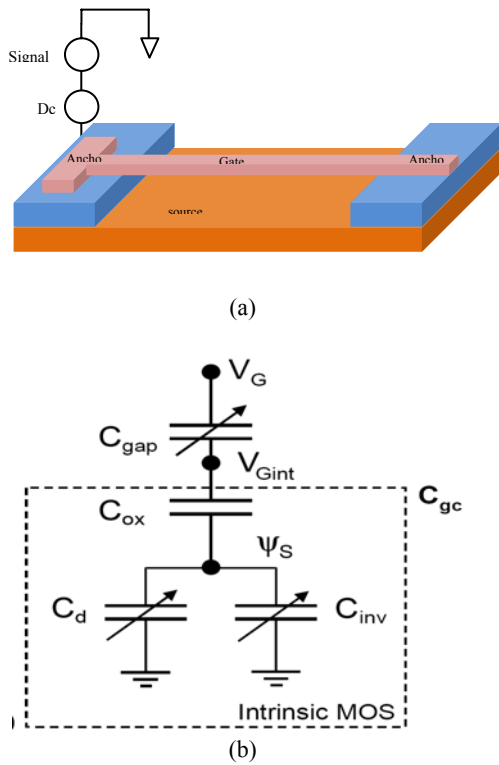 Signal
Dc
Ancho
Gate
Ancho
source
(a)
V_G
C_gap
V_Gint
C_ox
C_gc
ψ_S
C_d
C_inv
)
Intrinsic MOS
(b)